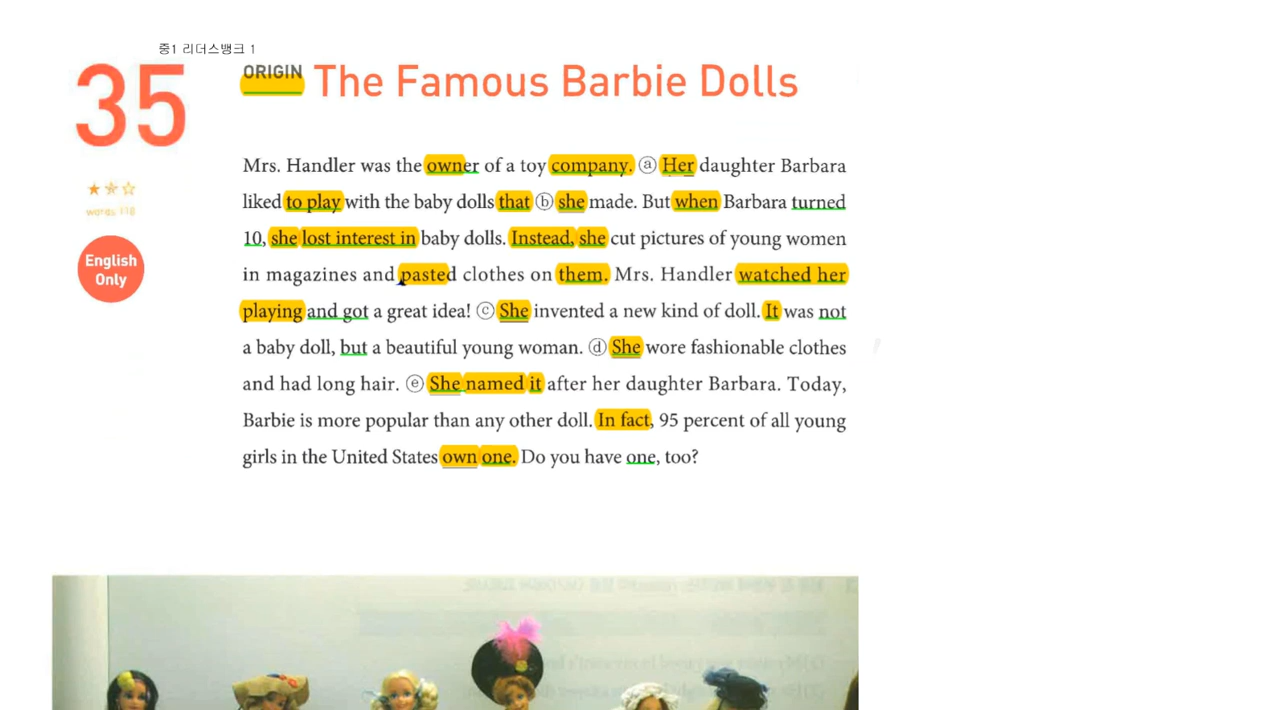 중1 리더스뱅크 1
35
ORIGIN The Famous Barbie Dolls
Mrs. Handler was the owner of a toy company. ⓐ Her daughter Barbara
liked to play with the baby dolls that ⓑ she made. But when Barbara turned
10, she lost interest in baby dolls. Instead, she cut pictures of young women
in magazines and pasted clothes on them. Mrs. Handler watched her
playing and got a great idea! ⓒ She invented a new kind of doll. It was not
a baby doll, but a beautiful young woman. ⓓ She wore fashionable clothes
and had long hair. ⓔ She named it after her daughter Barbara. Today,
Barbie is more popular than any other doll. In fact, 95 percent of all young
girls in the United States own one. Do you have one, too?
★★☆
words 118
English
Only